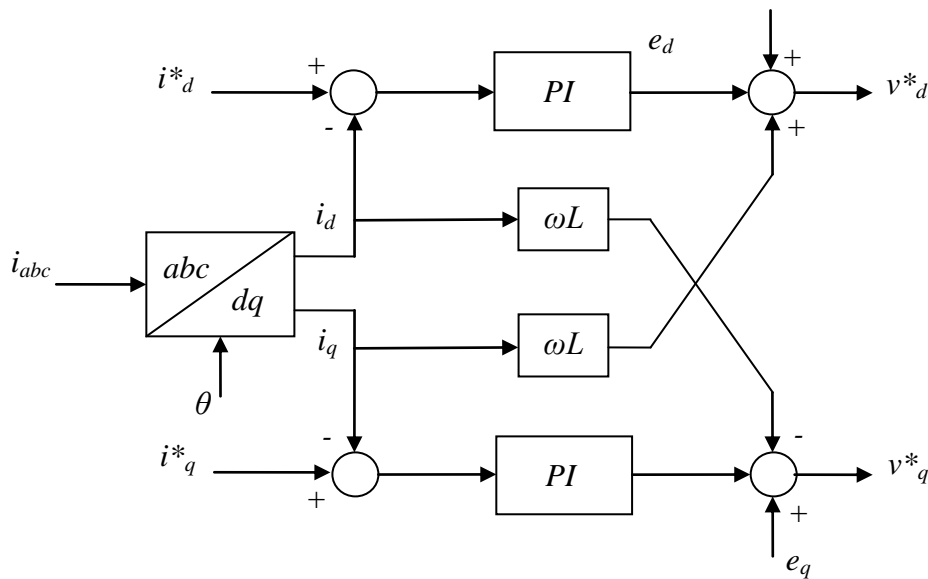 e_d
+
i*_d
+
PI
v*_d
-
+
i_d
ωL
i_abc
abc
dq
i_q
ωL
θ
-
-
i*_q
PI
v*_q
+
+
e_q